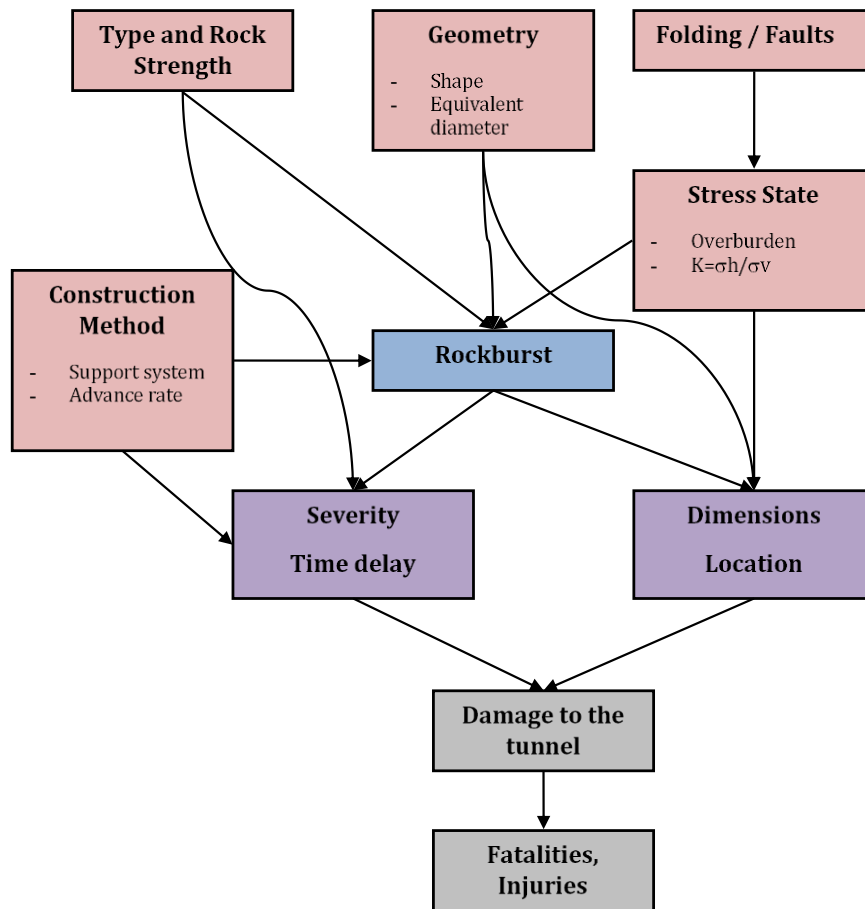 Type and Rock
Strength
Geometry
- Shape
- Equivalent
diameter
Folding / Faults
Stress State
- Overburden
- K=σh/σv
Construction
Method
- Support system
- Advance rate
Rockburst
Severity
Time delay
Dimensions
Location
Damage to the
tunnel
Fatalities,
Injuries